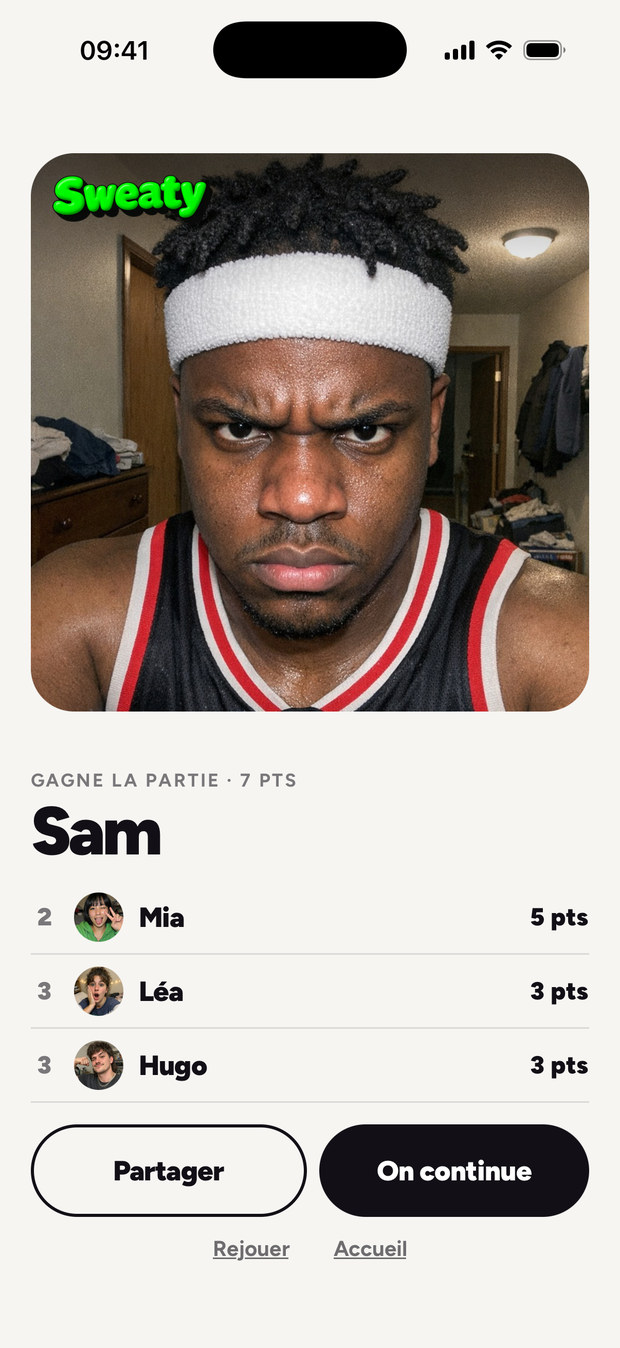 09:41
Sweaty
GAGNE LA PARTIE · 7 PTS
Sam
2 Mia 5 pts
3 Léa 3 pts
3 Hugo 3 pts
Partager On continue
Rejouer Accueil